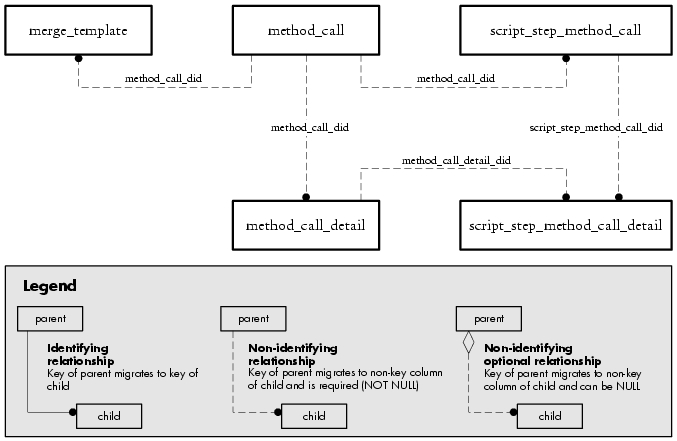 merge_template
method_call
script_step_method_call
method_call_did
method_call_did
method_call_did
script_step_method_call_did
method_call_detail_did
method_call_detail
script_step_method_call_detail
Legend
parent
Identifying
relationship
Key of parent migrates to key of
child
child
parent
Non-identifying
relationship
Key of parent migrates to non-key column
of child and is required (NOT NULL)
child
parent
Non-identifying
optional relationship
Key of parent migrates to non-key
column of child and can be NULL
child